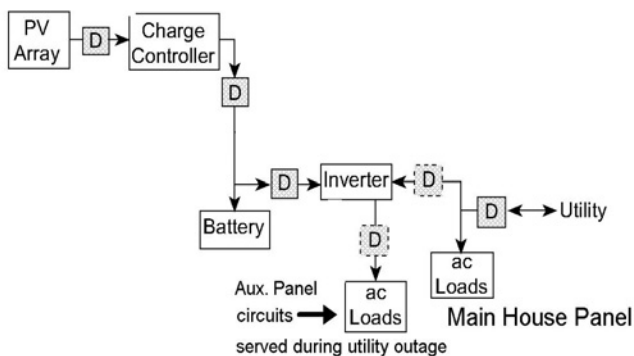 PV
Array
D
Charge
Controller
D
D
Inverter
D
D
Utility
Battery
D
ac
Loads
Aux. Panel
circuits
ac
Loads
Main House Panel
served during utility outage